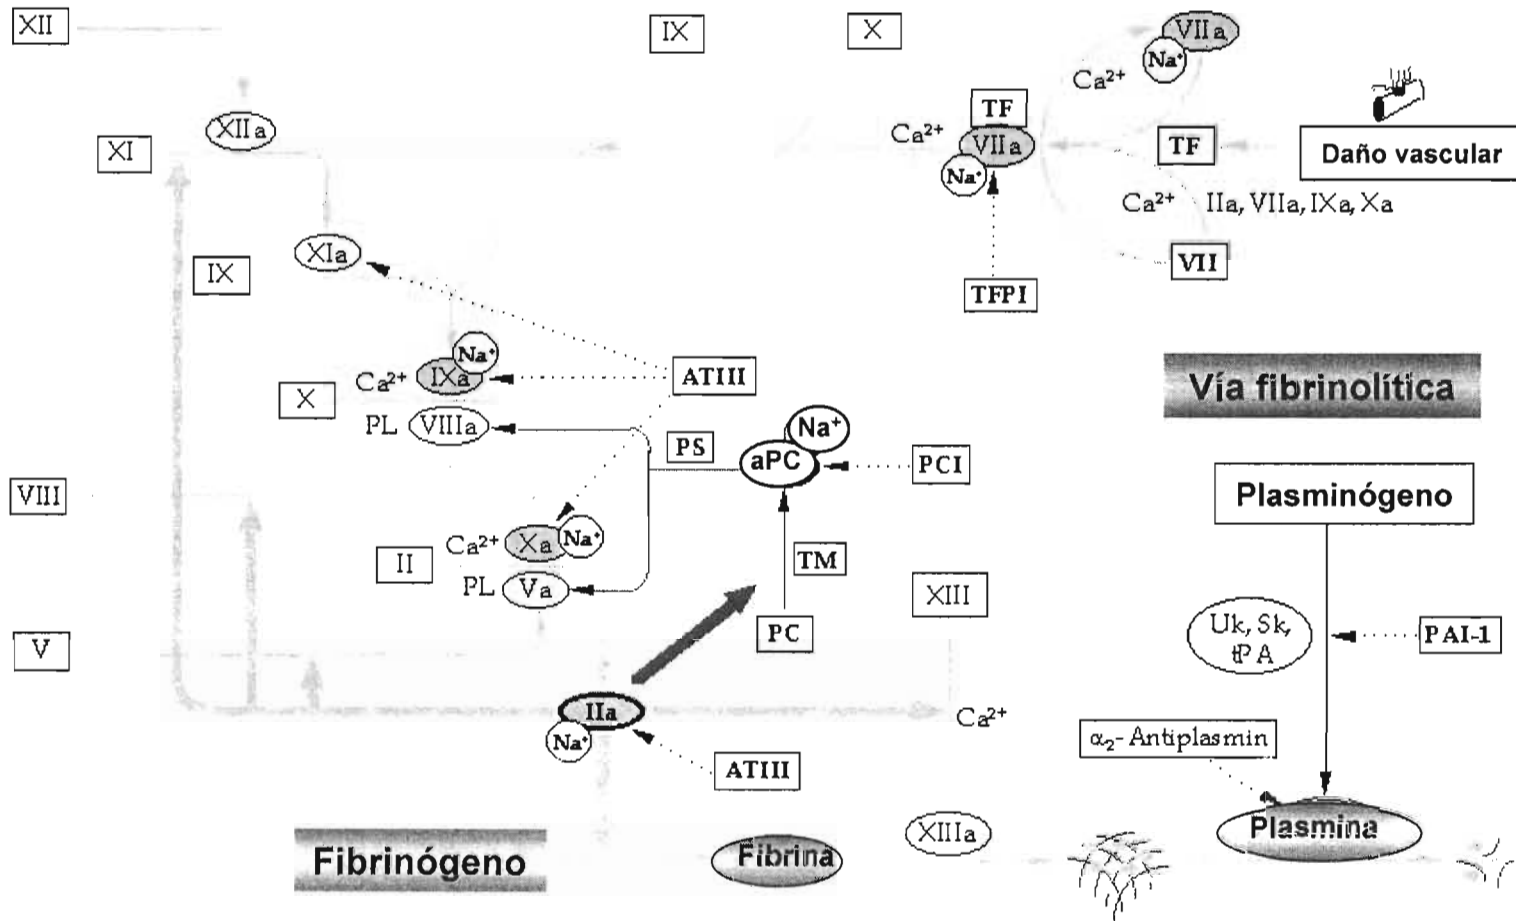 XII
IX
X
VIIa
Na⁺
Ca²⁺
XIIa
TF
Ca²⁺
VIIa
Na⁺
TF
Daño vascular
XI
Ca²⁺ IIa, VIIa, IXa, Xa
XIa
IX
VII
TFPI
Na⁺
Ca²⁺ IXa
ATIII
Vía fibrinolítica
X
PL VIIIa
PS
Na⁺
aPC
PCI
VIII
Plasminógeno
Ca²⁺ Xa Na⁺
II
TM
PL Va
XIII
V
PC
Uk, Sk,
tPA
PAI-1
IIa
Na⁺
Ca²⁺
α₂- Antiplasmin
ATIII
XIIIa
Plasmina
Fibrinógeno
Fibrina